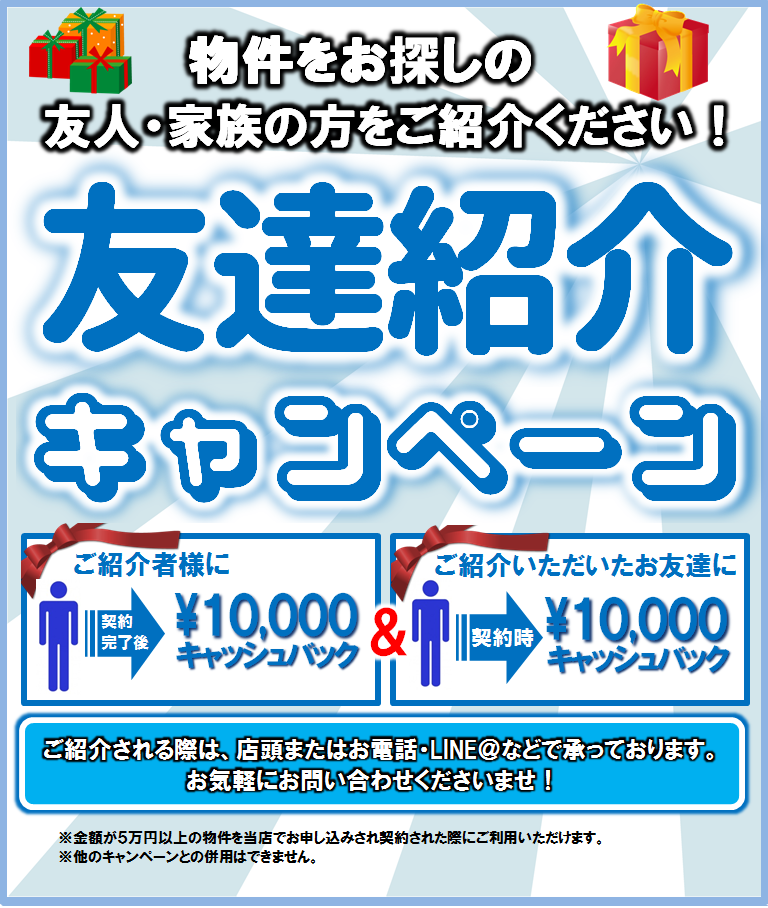 物件をお探しの
友人・家族の方をご紹介ください！
友達紹介
キャンペーン
ご紹介者様に
契約
完了後
¥10,000
キャッシュバック
&
ご紹介いただいたお友達に
契約時
¥10,000
キャッシュバック
ご紹介される際は、店頭またはお電話・LINE＠などで承っております。
お気軽にお問い合わせくださいませ！
※金額が５万円以上の物件を当店でお申し込みされ契約された際にご利用いただけます。
※他のキャンペーンとの併用はできません。